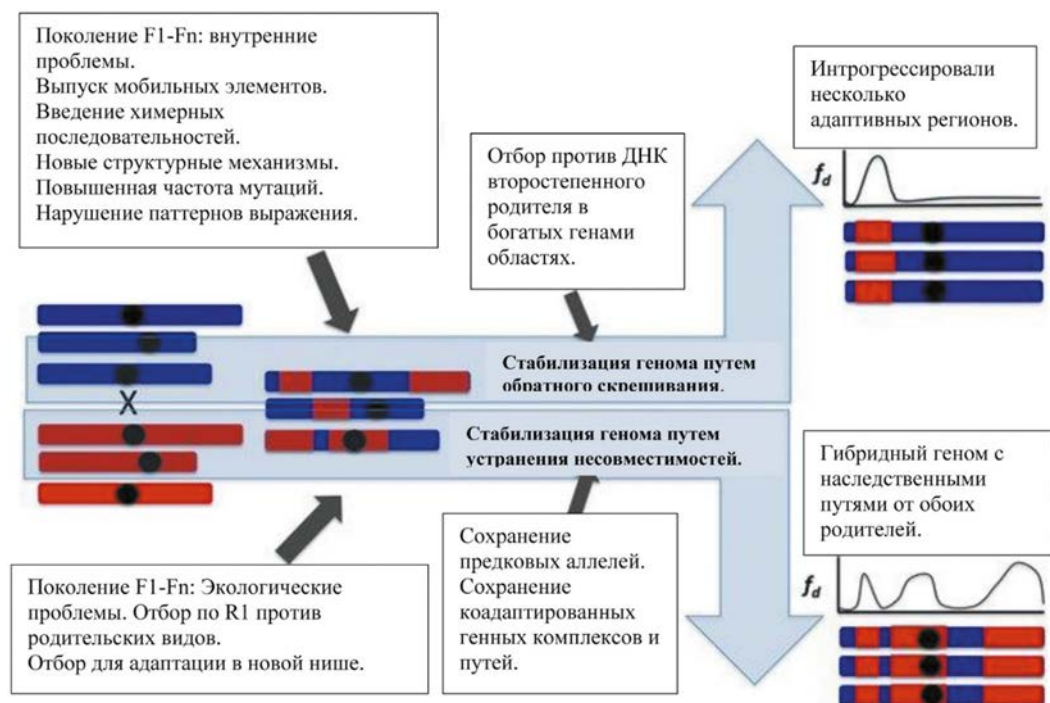 Поколение F1-Fn: внутренние
проблемы.
Выпуск мобильных элементов.
Введение химерных
последовательностей.
Новые структурные механизмы.
Повышенная частота мутаций.
Нарушение паттернов выражения.
Отбор против ДНК
второстепенного
родителя в
богатых генами
областях.
Интрогрессировали
несколько
адаптивных регионов.
fd
Стабилизация генома путем
обратного скрещивания.
X
Стабилизация генома путем
устранения несовместимостей.
Гибридный геном с
наследственными
путями от обоих
родителей.
fd
Поколение F1-Fn: Экологические
проблемы. Отбор по R1 против
родительских видов.
Отбор для адаптации в новой нише.
Сохранение
предковых аллелей.
Сохранение
коадаптированных
генных комплексов и
путей.